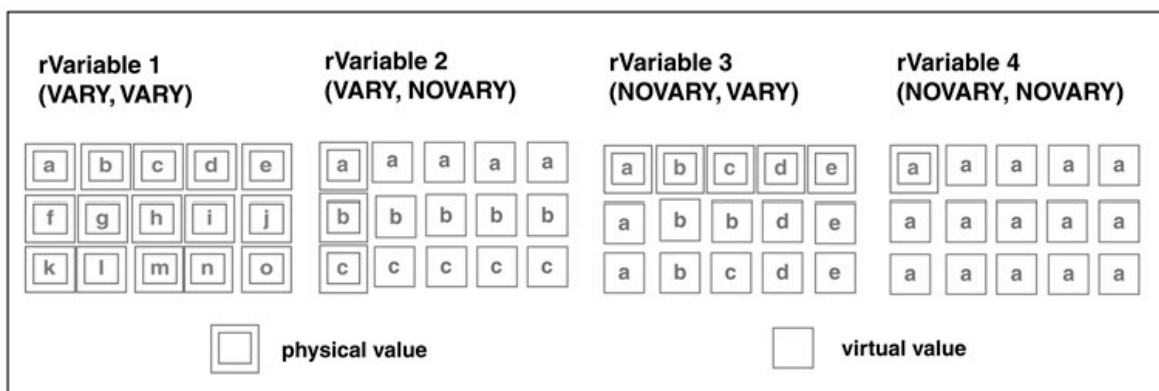 rVariable 1
(VARY, VARY)
rVariable 2
(VARY, NOVARY)
rVariable 3
(NOVARY, VARY)
rVariable 4
(NOVARY, NOVARY)
a b c d e
f g h i j
k l m n o
a a a a a
b b b b b
c c c c c
a b c d e
a b b d e
a b c d e
a a a a a
a a a a a
a a a a a
physical value
virtual value